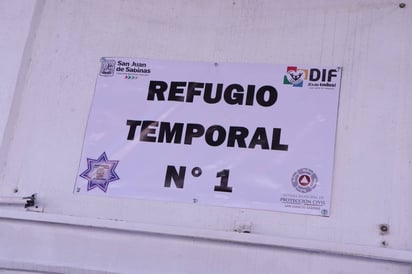 San Juan
de Sabinas
DIF
REFUGIO
TEMPORAL
N° 1
PROTECCIÓN CIVIL